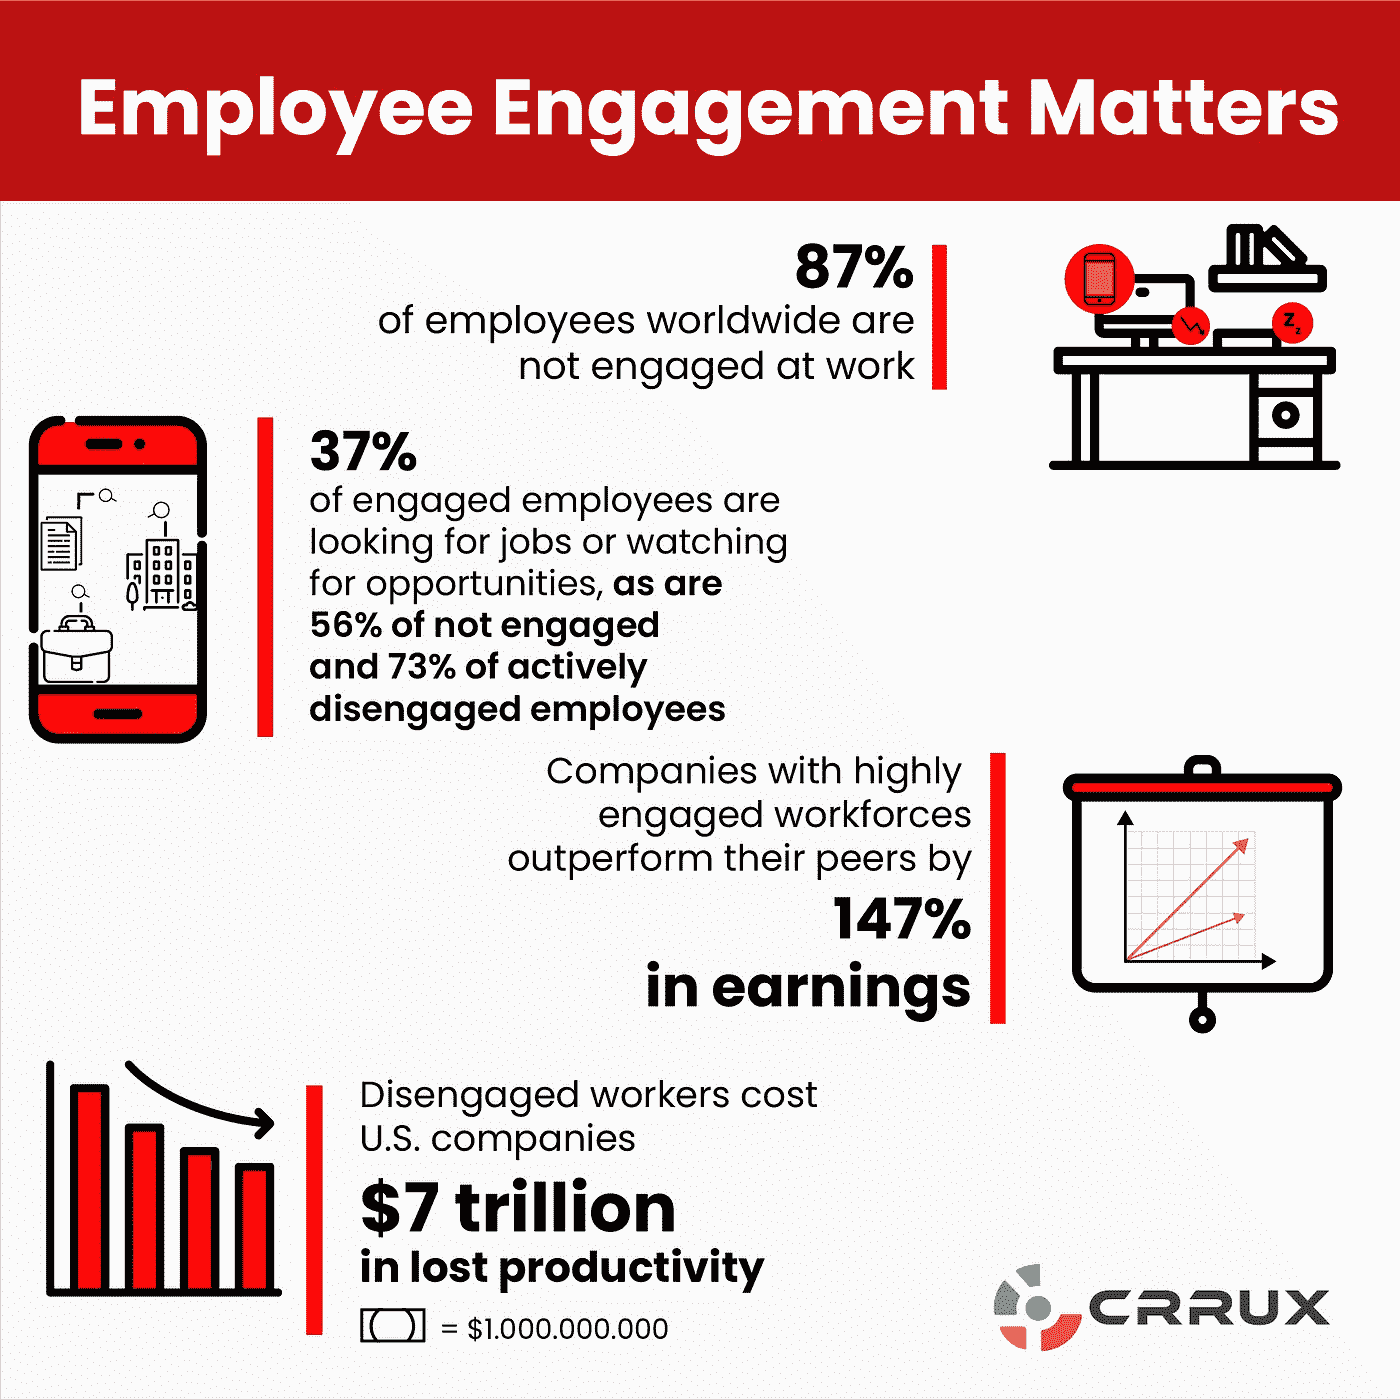 Employee Engagement Matters
87%
of employees worldwide are
not engaged at work
Z
z
37%
of engaged employees are
looking for jobs or watching
for opportunities, as are
56% of not engaged
and 73% of actively
disengaged employees
Companies with highly
engaged workforces
outperform their peers by
147%
in earnings
Disengaged workers cost
U.S. companies
$7 trillion
in lost productivity
= $1.000.000.000
CRRUX